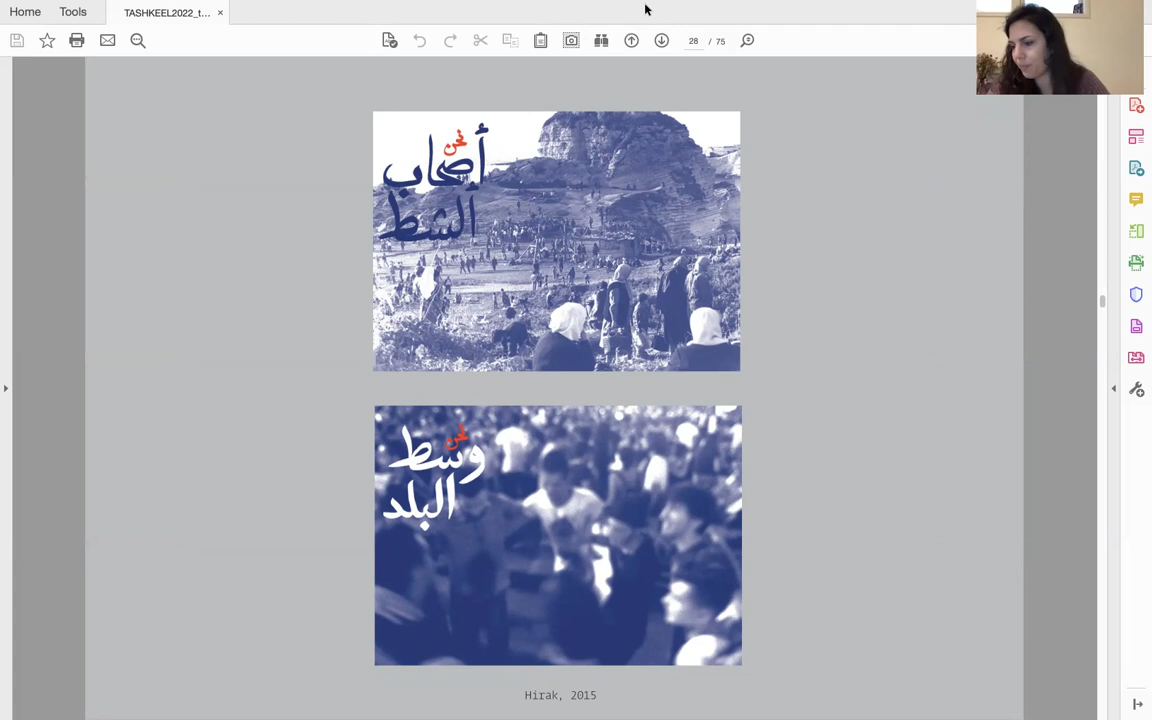 Home
Tools
TASHKEEL2022_t...
28 / 75
نحن
أصحاب
الشط
نحن
وسط
البلد
Hirak, 2015